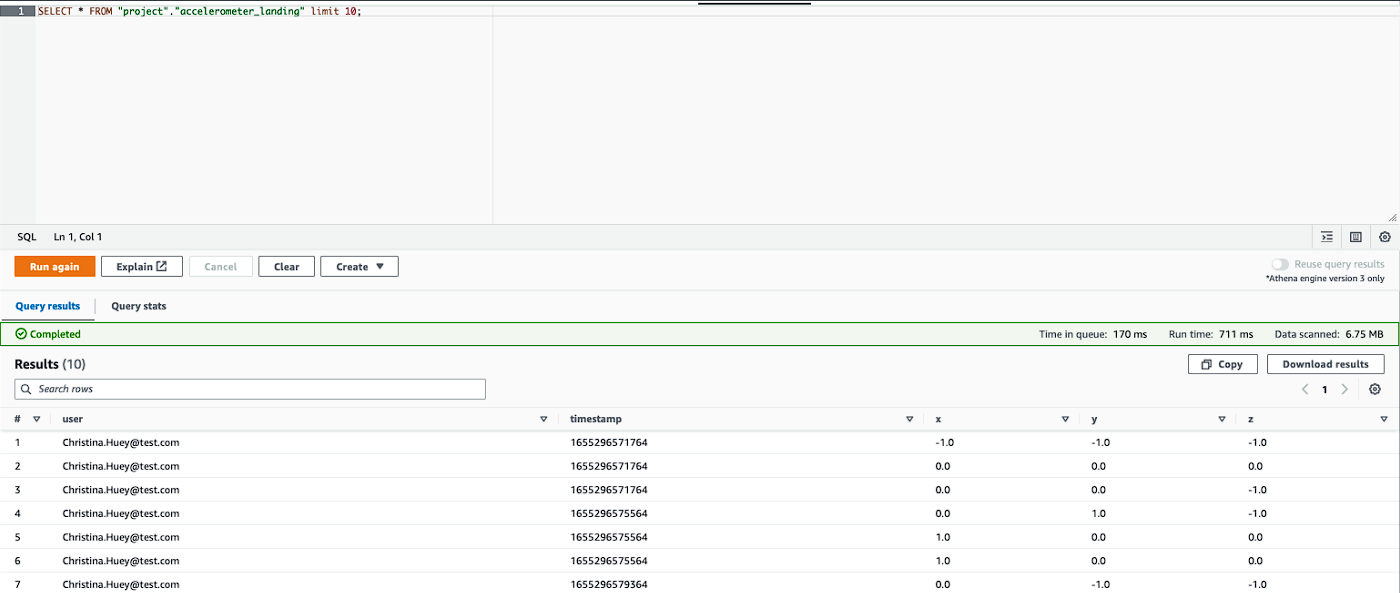 1 SELECT * FROM "project"."accelerometer_landing" limit 10;
SQL Ln 1, Col 1
Run again Explain Cancel Clear Create Reuse query results
*Athena engine version 3 only
Query results Query stats
Completed Time in queue: 170 ms Run time: 711 ms Data scanned: 6.75 MB
Results (10) Copy Download results
Search rows 1
# user timestamp x y z
1 Christina.Huey@test.com 1655296571764 -1.0 -1.0 -1.0
2 Christina.Huey@test.com 1655296571764 0.0 0.0 0.0
3 Christina.Huey@test.com 1655296571764 0.0 0.0 -1.0
4 Christina.Huey@test.com 1655296575564 0.0 1.0 -1.0
5 Christina.Huey@test.com 1655296575564 1.0 0.0 0.0
6 Christina.Huey@test.com 1655296575564 1.0 0.0 0.0
7 Christina.Huey@test.com 1655296579364 0.0 -1.0 -1.0